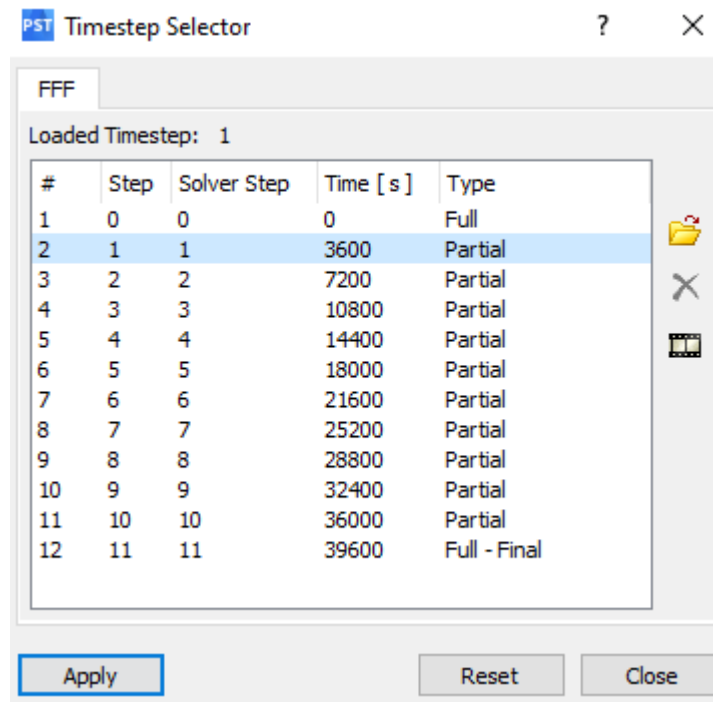 PST Timestep Selector ? ×
FFF
Loaded Timestep: 1
# Step Solver Step Time [ s ] Type
1 0 0 0 Full
2 1 1 3600 Partial
3 2 2 7200 Partial
4 3 3 10800 Partial
5 4 4 14400 Partial
6 5 5 18000 Partial
7 6 6 21600 Partial
8 7 7 25200 Partial
9 8 8 28800 Partial
10 9 9 32400 Partial
11 10 10 36000 Partial
12 11 11 39600 Full - Final
Apply Reset Close